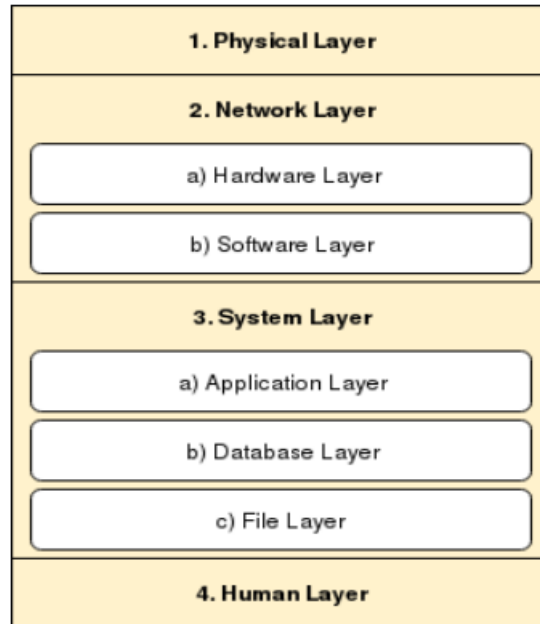 1. Physical Layer
2. Network Layer
a) Hardware Layer
b) Software Layer
3. System Layer
a) Application Layer
b) Database Layer
c) File Layer
4. Human Layer